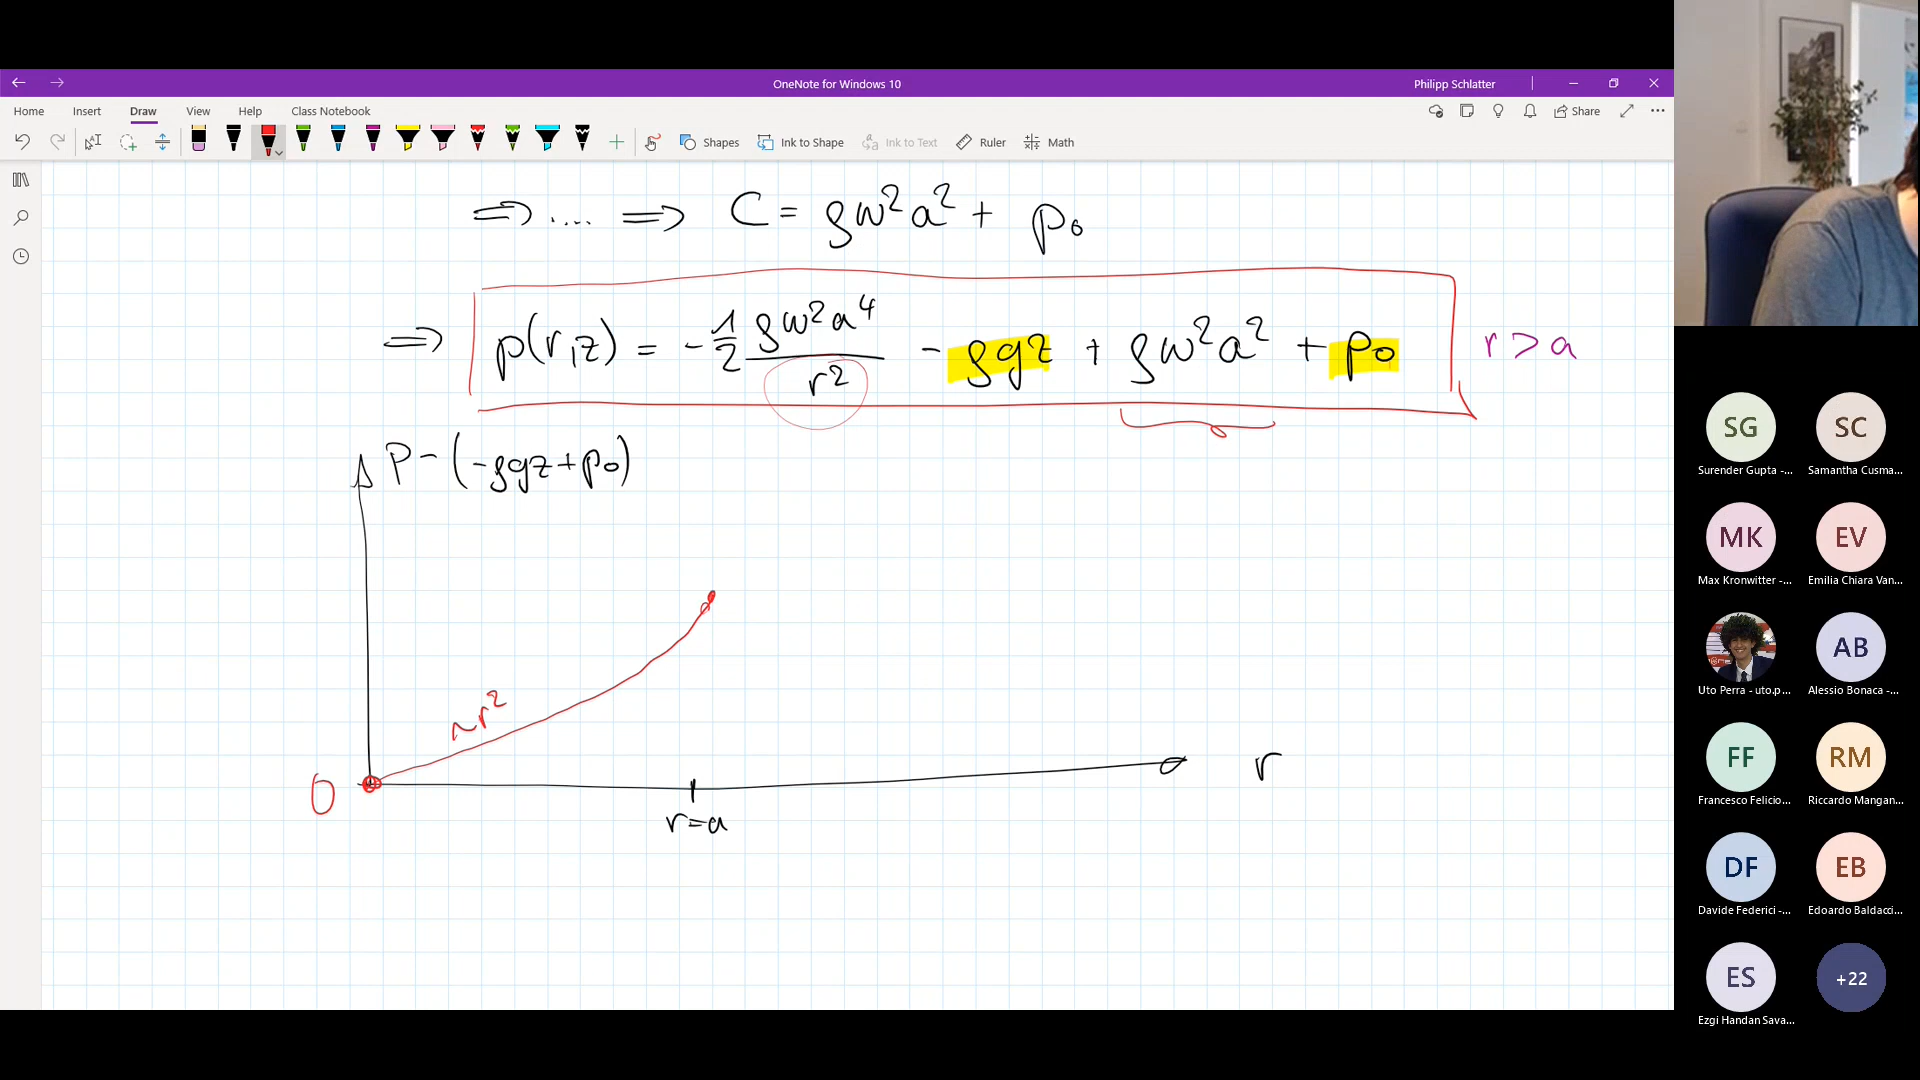 OneNote for Windows 10
Philipp Schlatter
Home Insert Draw View Help Class Notebook
Share
Shapes Ink to Shape Ink to Text Ruler Math
⇒ .... ⇒ C = ρω²a² + p₀
⇒ p(r,z) = -½ ρω²a⁴/r² - ρgz + ρω²a² + p₀ r > a
P - (-ρgz + p₀)
~r²
0
r
r=a
SG SC
Surender Gupta -... Samantha Cusma...
MK EV
Max Kronwitter -... Emilia Chiara Van...
AB
Uto Perra - uto.p... Alessio Bonaca -...
FF RM
Francesco Felicio... Riccardo Mangan...
DF EB
Davide Federici -... Edoardo Baldacci...
ES +22
Ezgi Handan Sava...